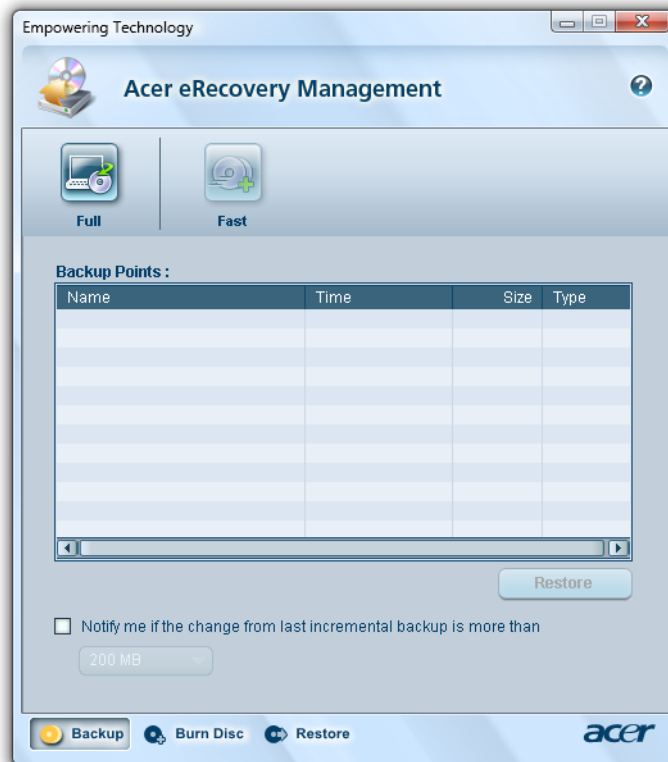 Empowering Technology
Acer eRecovery Management
Full Fast
Backup Points :
Name Time Size Type
Restore
Notify me if the change from last incremental backup is more than
200 MB
Backup Burn Disc Restore acer